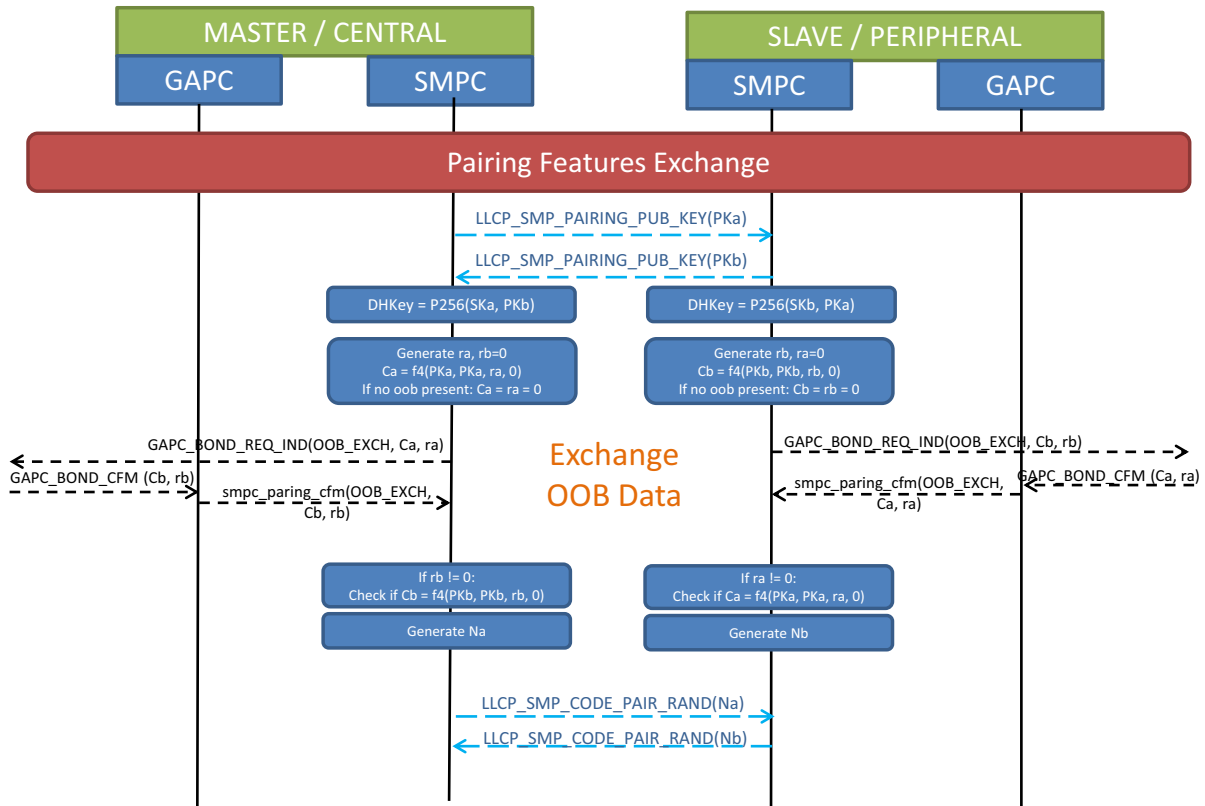 MASTER / CENTRAL
SLAVE / PERIPHERAL
GAPC
SMPC
SMPC
GAPC
Pairing Features Exchange
LLCP_SMP_PAIRING_PUB_KEY(PKa)
LLCP_SMP_PAIRING_PUB_KEY(PKb)
DHKey = P256(SKa, PKb)
DHKey = P256(SKb, PKa)
Generate ra, rb=0
Ca = f4(PKa, PKa, ra, 0)
If no oob present: Ca = ra = 0
Generate rb, ra=0
Cb = f4(PKb, PKb, rb, 0)
If no oob present: Cb = rb = 0
GAPC_BOND_REQ_IND(OOB_EXCH, Ca, ra)
GAPC_BOND_CFM (Cb, rb)
smpc_paring_cfm(OOB_EXCH,
Cb, rb)
Exchange
OOB Data
GAPC_BOND_REQ_IND(OOB_EXCH, Cb, rb)
GAPC_BOND_CFM (Ca, ra)
smpc_paring_cfm(OOB_EXCH,
Ca, ra)
If rb != 0:
Check if Cb = f4(PKb, PKb, rb, 0)
If ra != 0:
Check if Ca = f4(PKa, PKa, ra, 0)
Generate Na
Generate Nb
LLCP_SMP_CODE_PAIR_RAND(Na)
LLCP_SMP_CODE_PAIR_RAND(Nb)